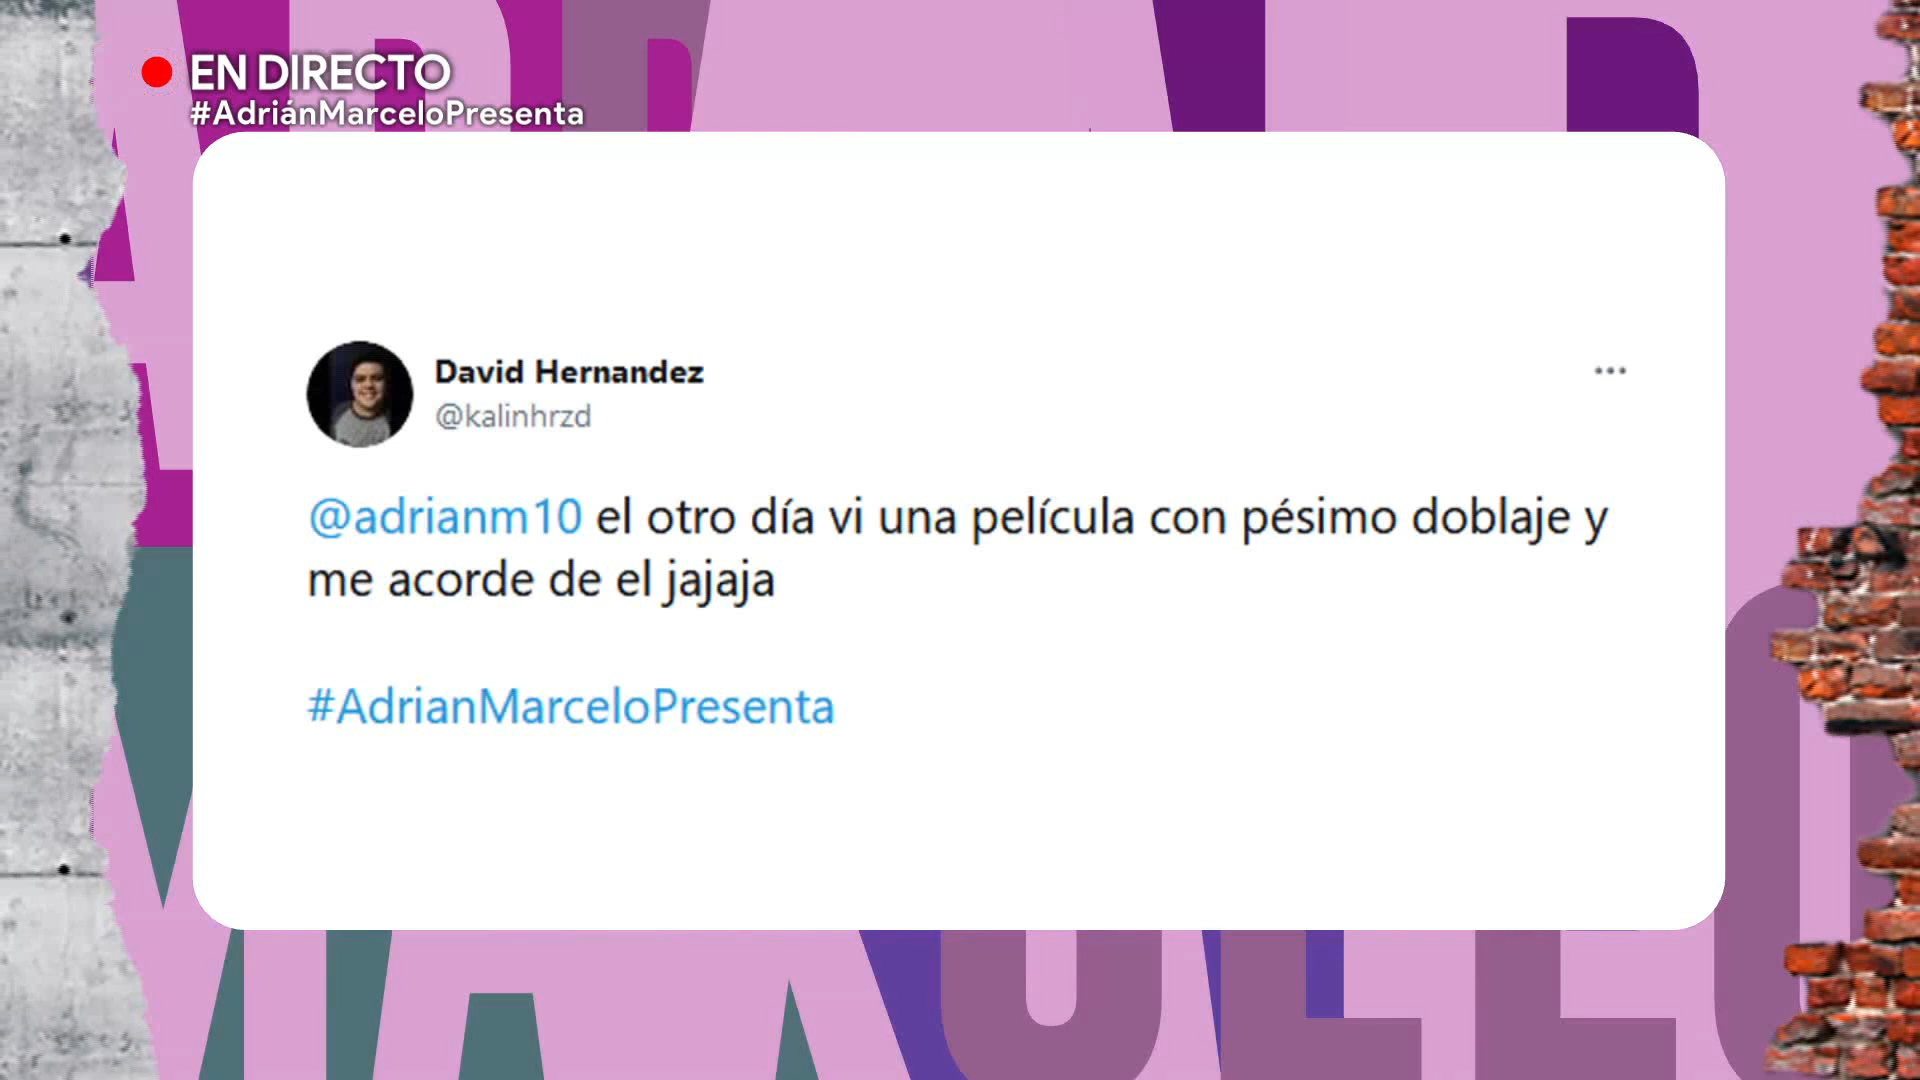 EN DIRECTO
#AdriánMarceloPresenta
David Hernandez
@kalinhrzd
@adrianm10 el otro día vi una película con pésimo doblaje y
me acorde de el jajaja
#AdrianMarceloPresenta